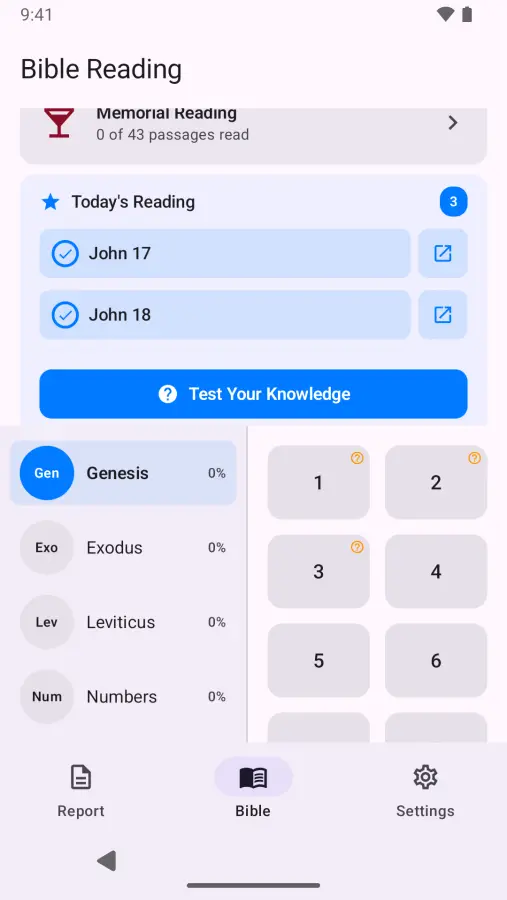 9:41
Bible Reading
Memorial Reading
0 of 43 passages read
Today's Reading
3
John 17
John 18
Test Your Knowledge
Gen Genesis 0%
Exo Exodus 0%
Lev Leviticus 0%
Num Numbers 0%
1 2
3 4
5 6
Report Bible Settings